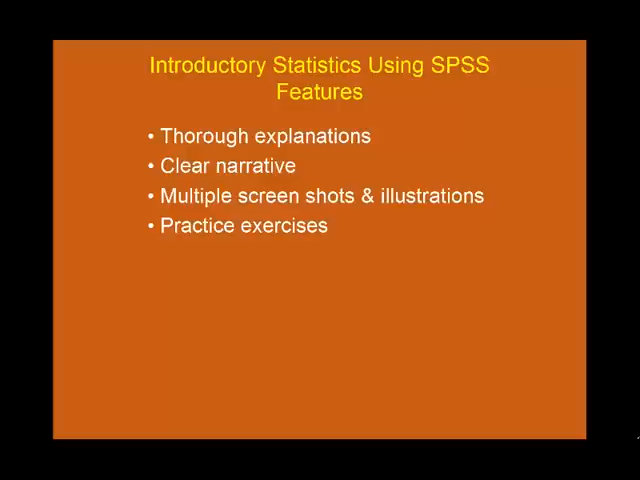 Introductory Statistics Using SPSS
Features
• Thorough explanations
• Clear narrative
• Multiple screen shots & illustrations
• Practice exercises